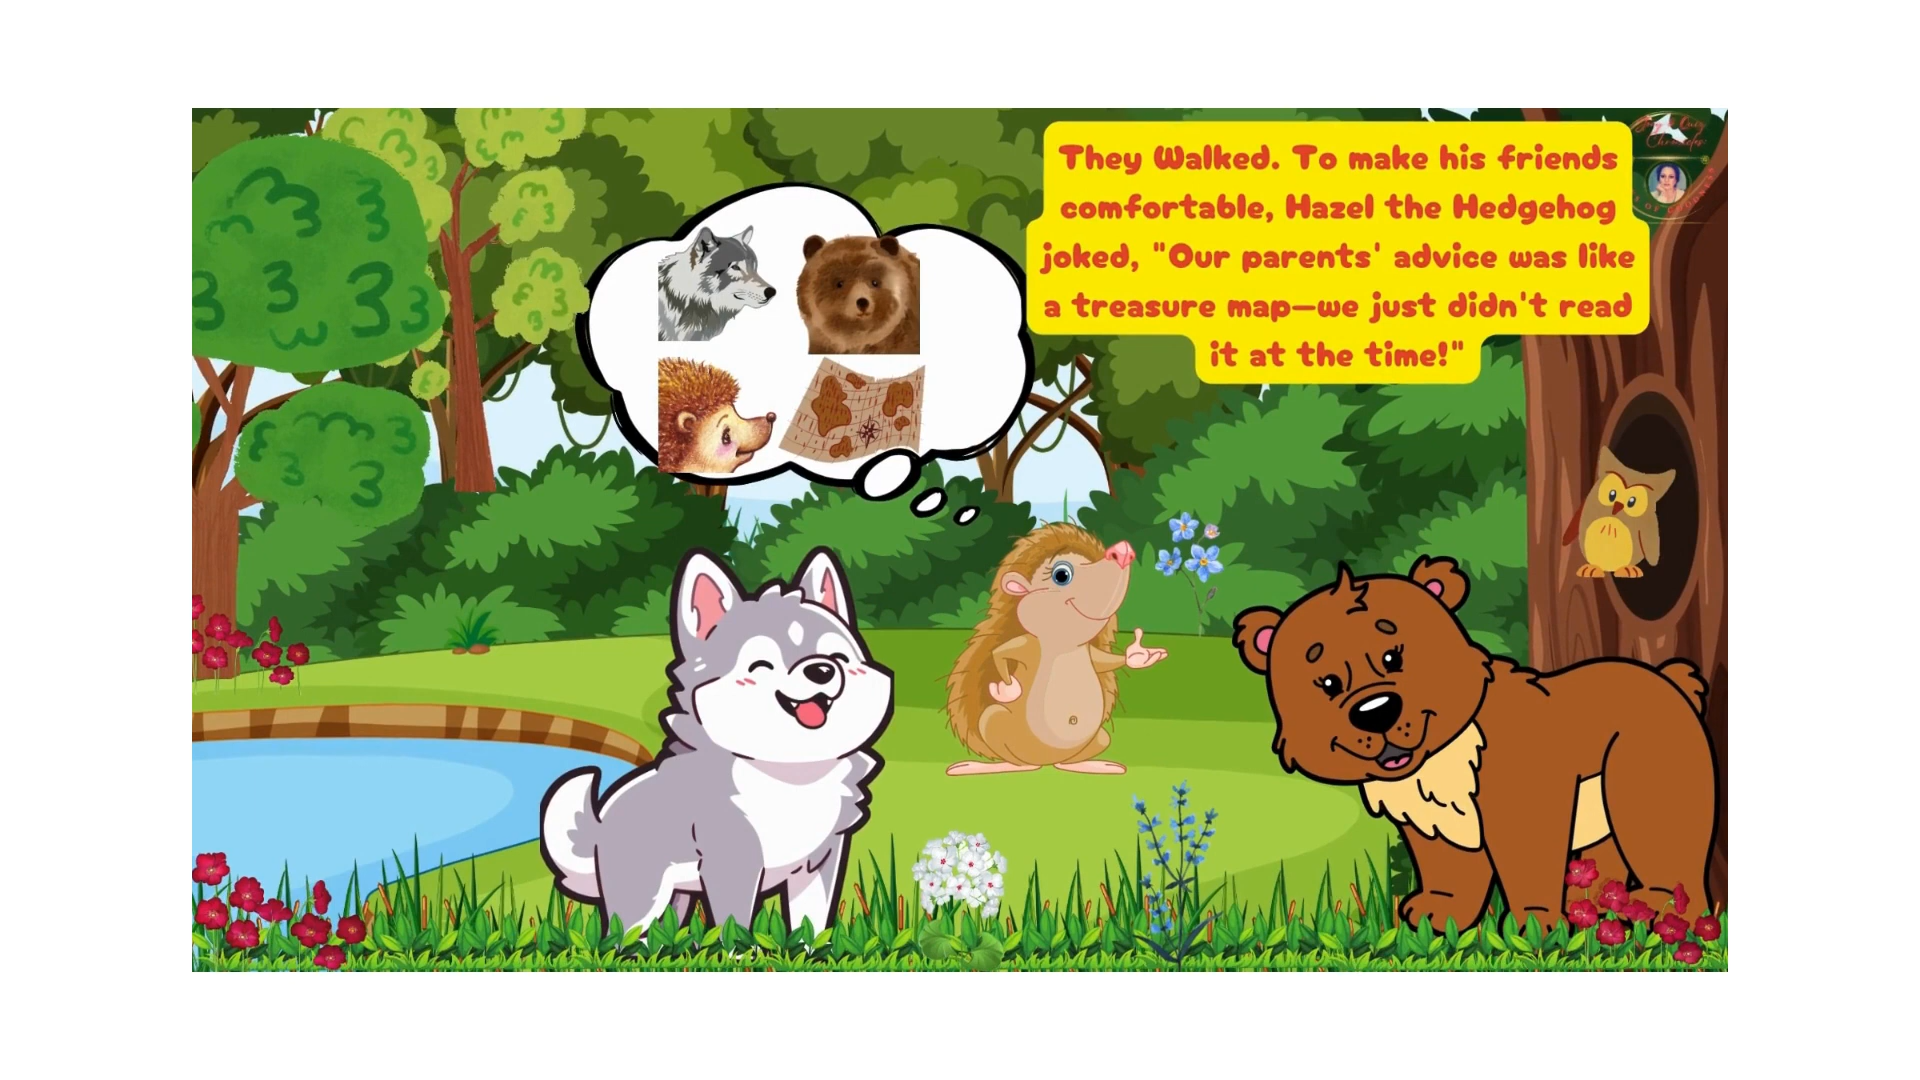 They Walked. To make his friends
comfortable, Hazel the Hedgehog
joked, "Our parents' advice was like
a treasure map—we just didn't read
it at the time!"